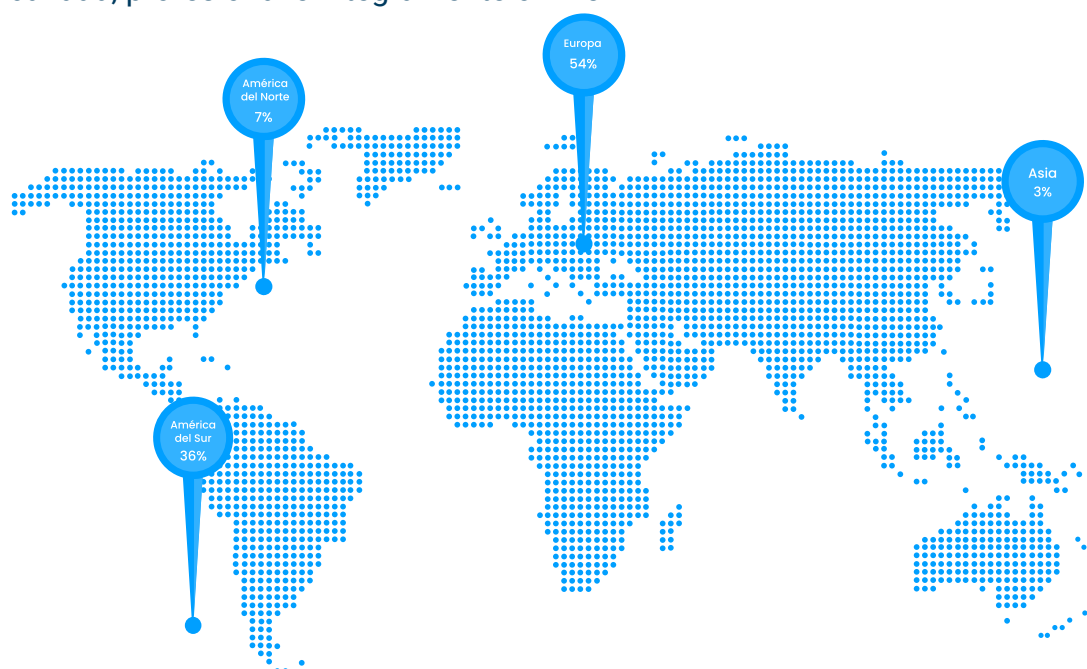 Europa
54%
América
del Norte
7%
Asia
3%
América
del Sur
36%